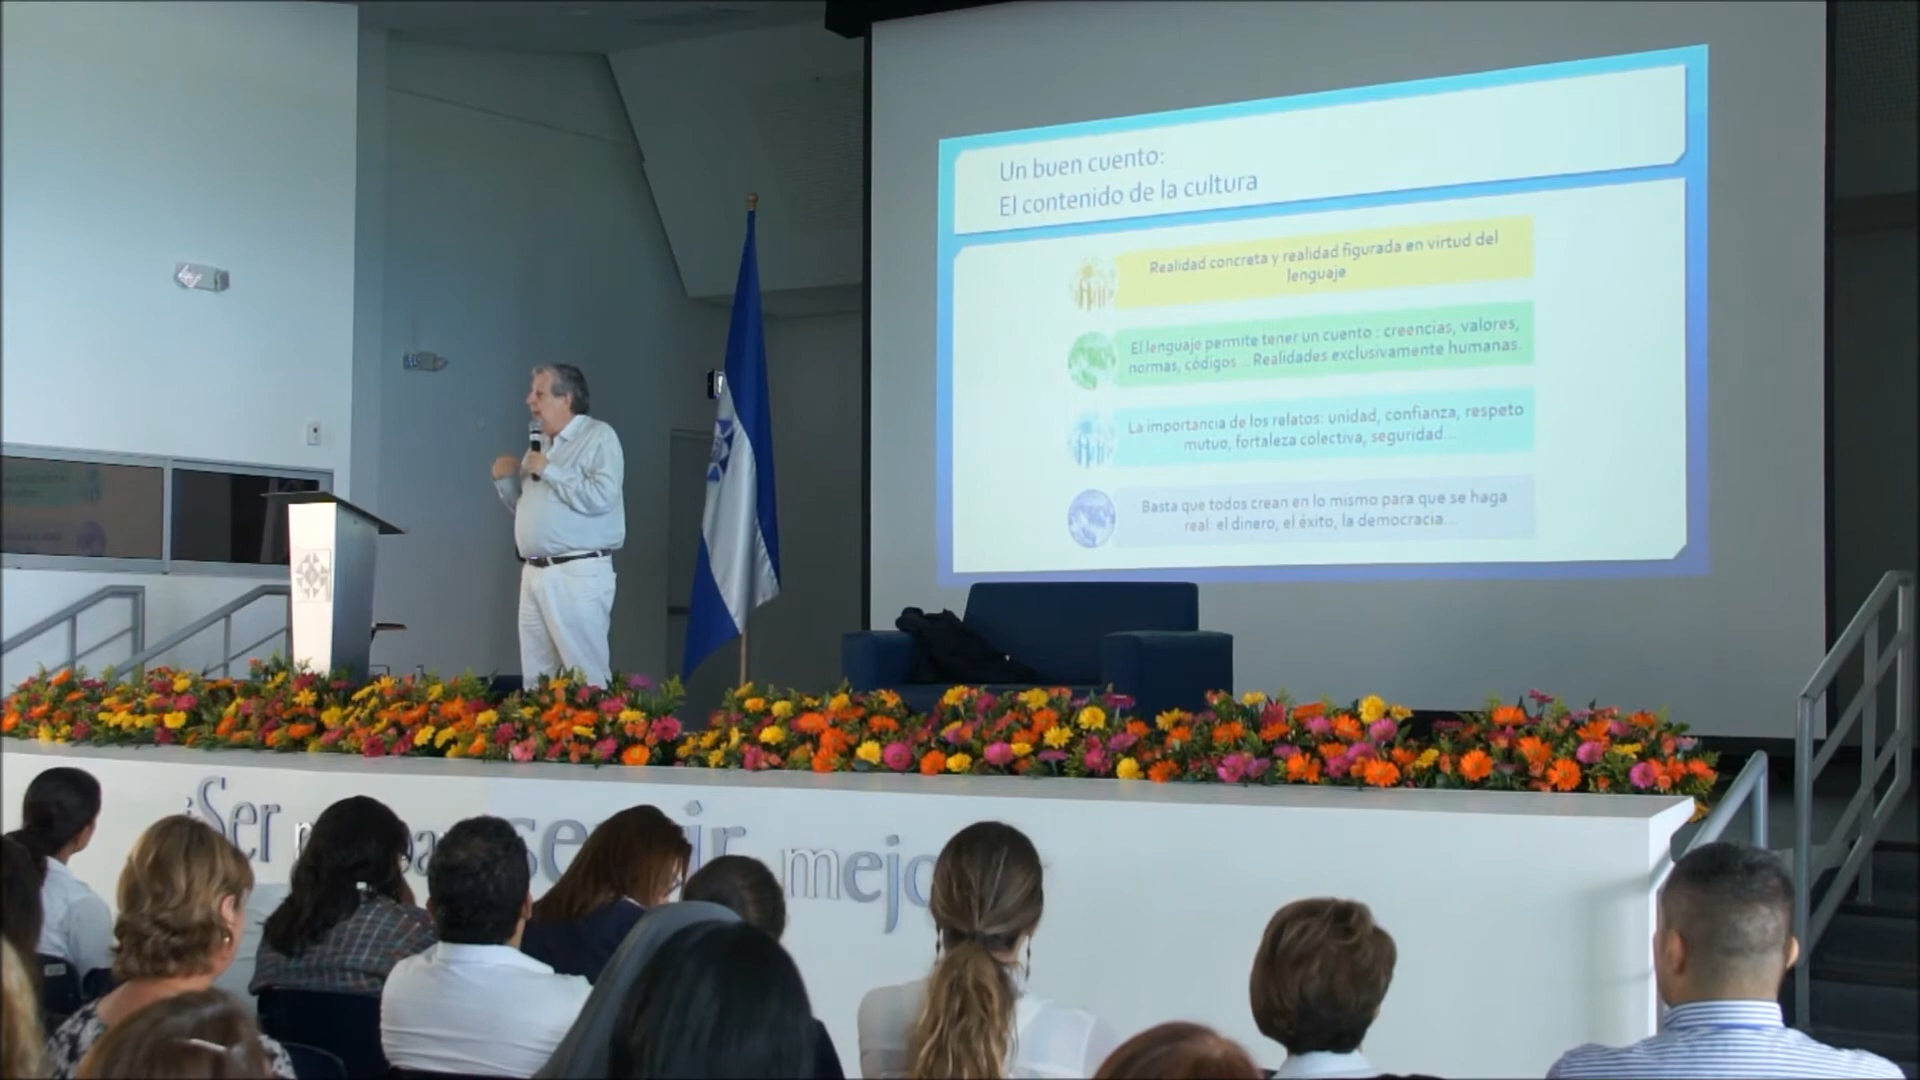 Un buen cuento:
El contenido de la cultura
Realidad concreta y realidad figurada en virtud del
lenguaje
El lenguaje permite tener un cuento : creencias, valores,
normas, códigos... Realidades exclusivamente humanas.
La importancia de los relatos: unidad, confianza, respeto
mutuo, fortaleza colectiva, seguridad...
Basta que todos crean en lo mismo para que se haga
real: el dinero, el éxito, la democracia...
¡Ser